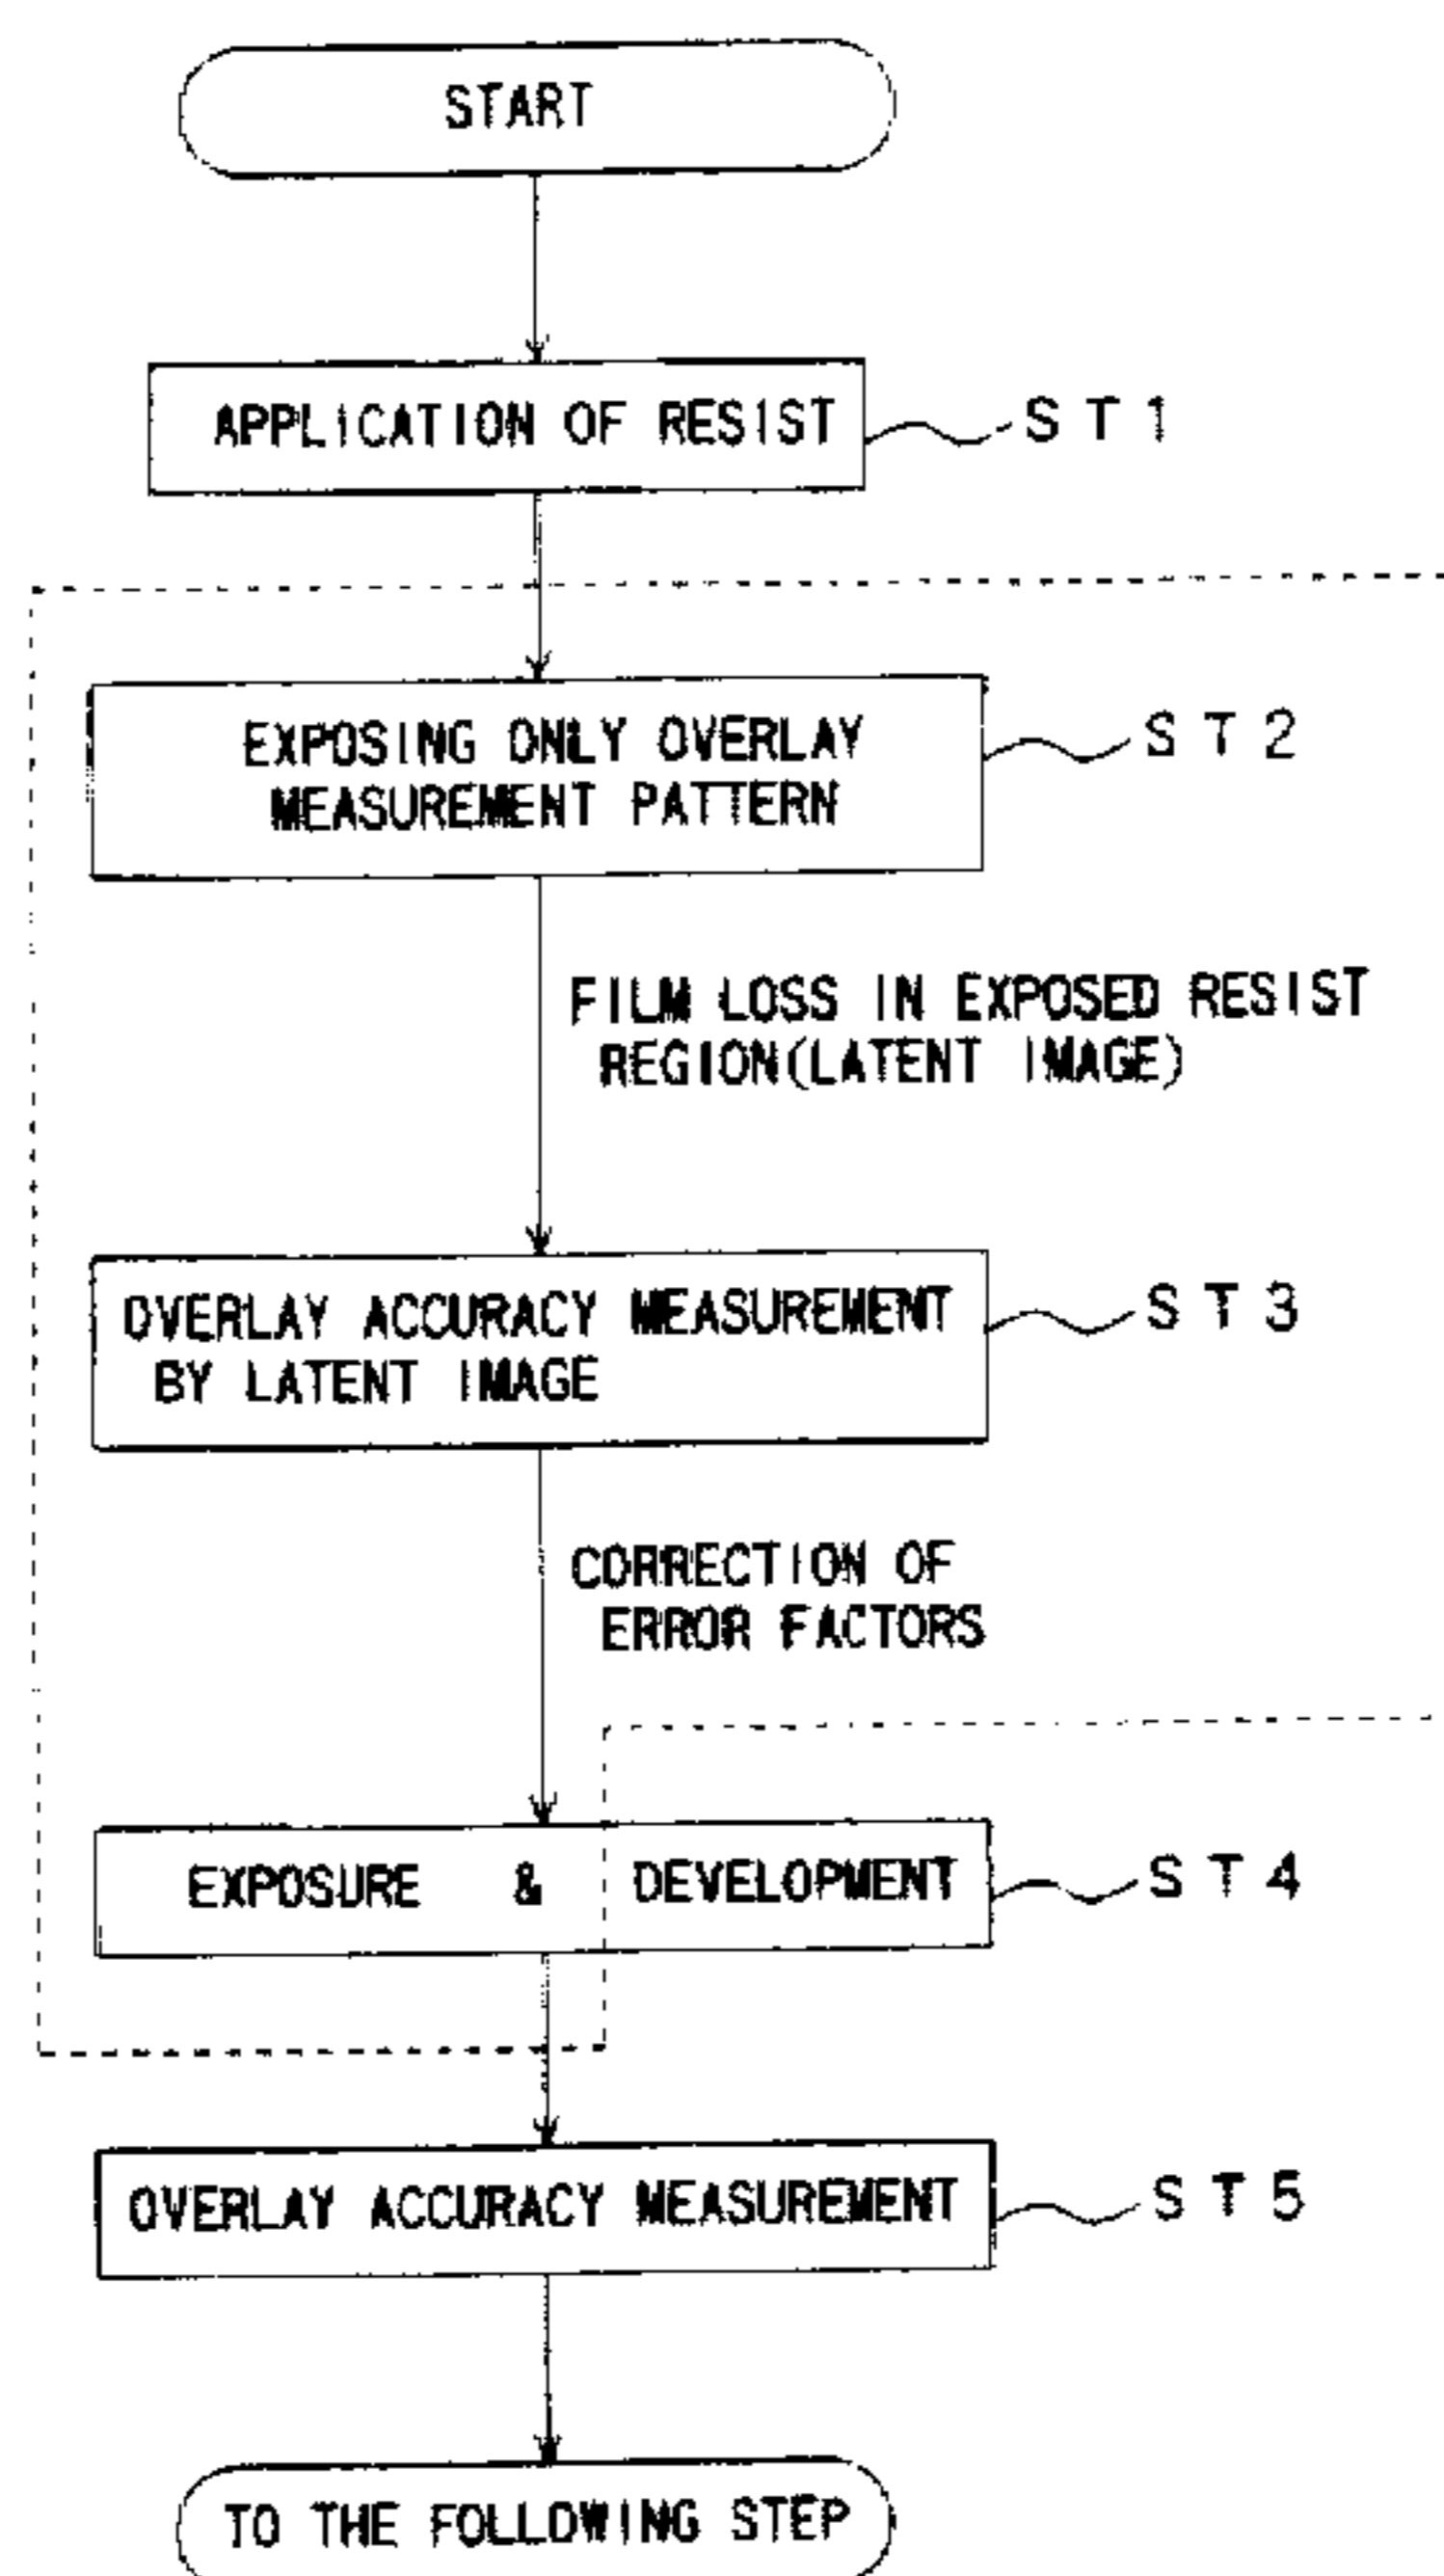 START
APPLICATION OF RESIST
ST1
EXPOSING ONLY OVERLAY
MEASUREMENT PATTERN
ST2
FILM LOSS IN EXPOSED RESIST
REGION(LATENT IMAGE)
OVERLAY ACCURACY MEASUREMENT
BY LATENT IMAGE
ST3
CORRECTION OF
ERROR FACTORS
EXPOSURE & DEVELOPMENT
ST4
OVERLAY ACCURACY MEASUREMENT
ST5
TO THE FOLLOWING STEP